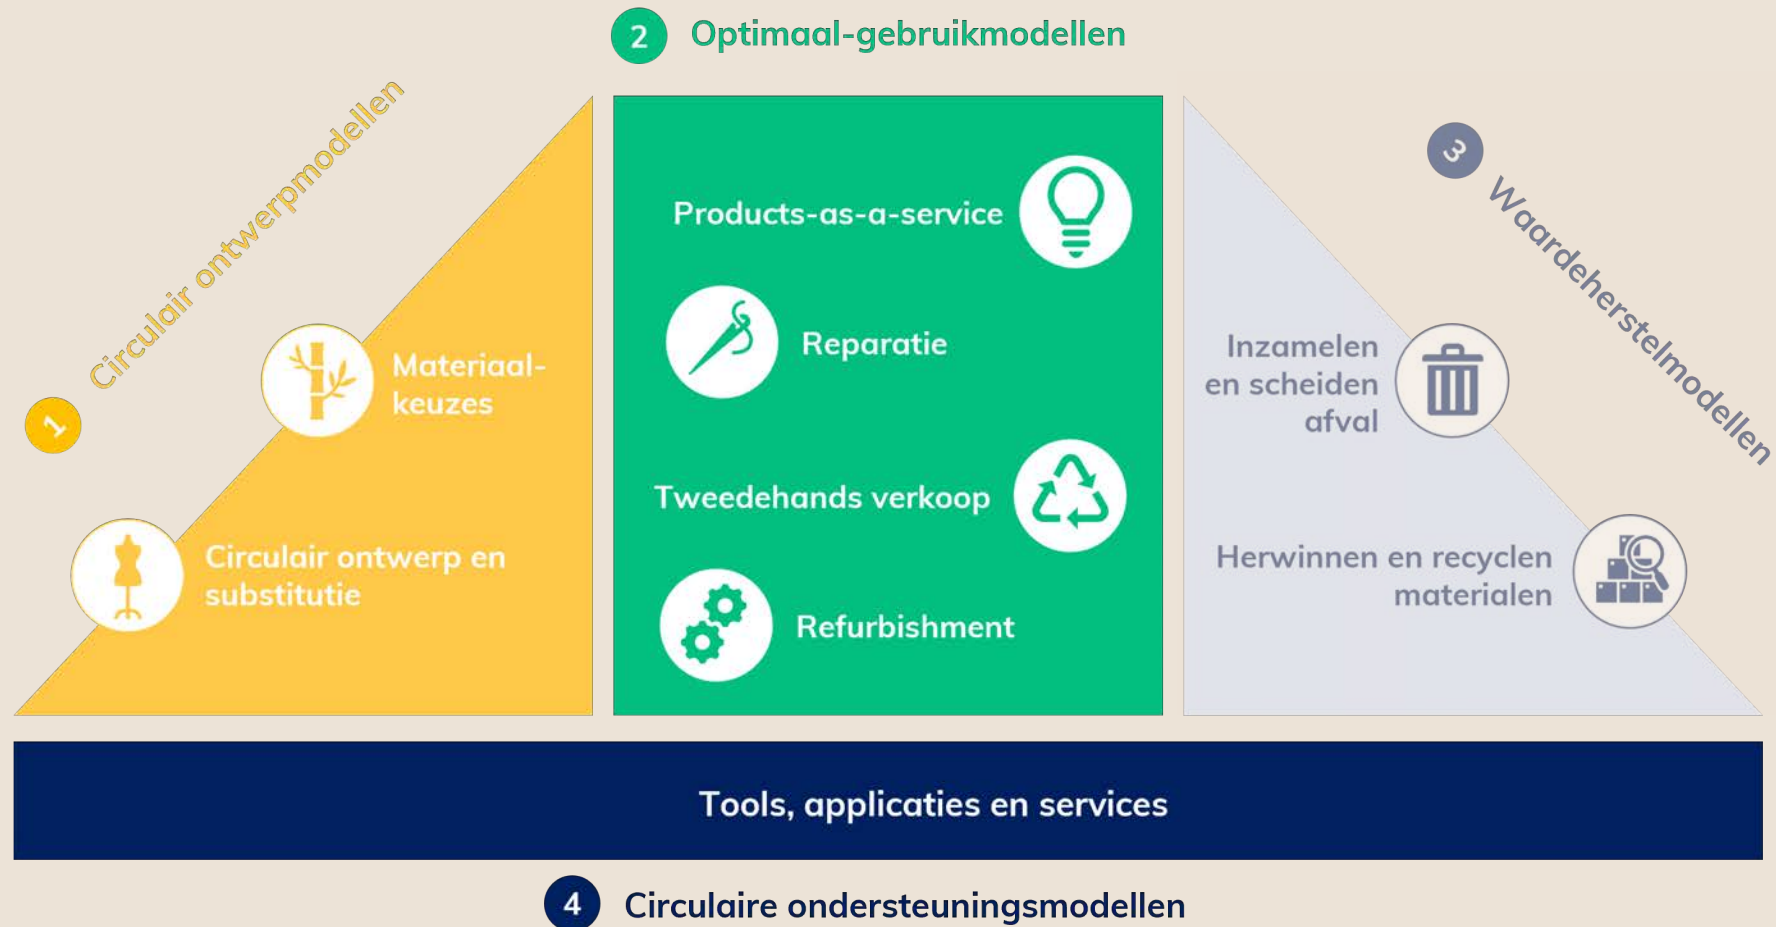 2 Optimaal-gebruikmodellen
1 Circulair ontwerpmodellen
Materiaal-
keuzes
Circulair ontwerp en
substitutie
Products-as-a-service
Reparatie
Tweedehands verkoop
Refurbishment
3 Waardeherstelmodellen
Inzamelen
en scheiden
afval
Herwinnen en recyclen
materialen
Tools, applicaties en services
4 Circulaire ondersteuningsmodellen